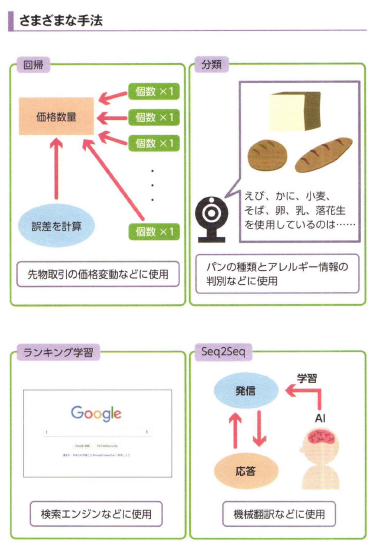 さまざまな手法
回帰
価格数量
個数×1
個数×1
個数×1
・
・
・
個数×1
誤差を計算
先物取引の価格変動などに使用
分類
えび、かに、小麦、
そば、卵、乳、落花生
を使用しているのは……
パンの種類とアレルギー情報の
判別などに使用
ランキング学習
Google
検索エンジンなどに使用
Seq2Seq
発信
学習
AI
応答
機械翻訳などに使用